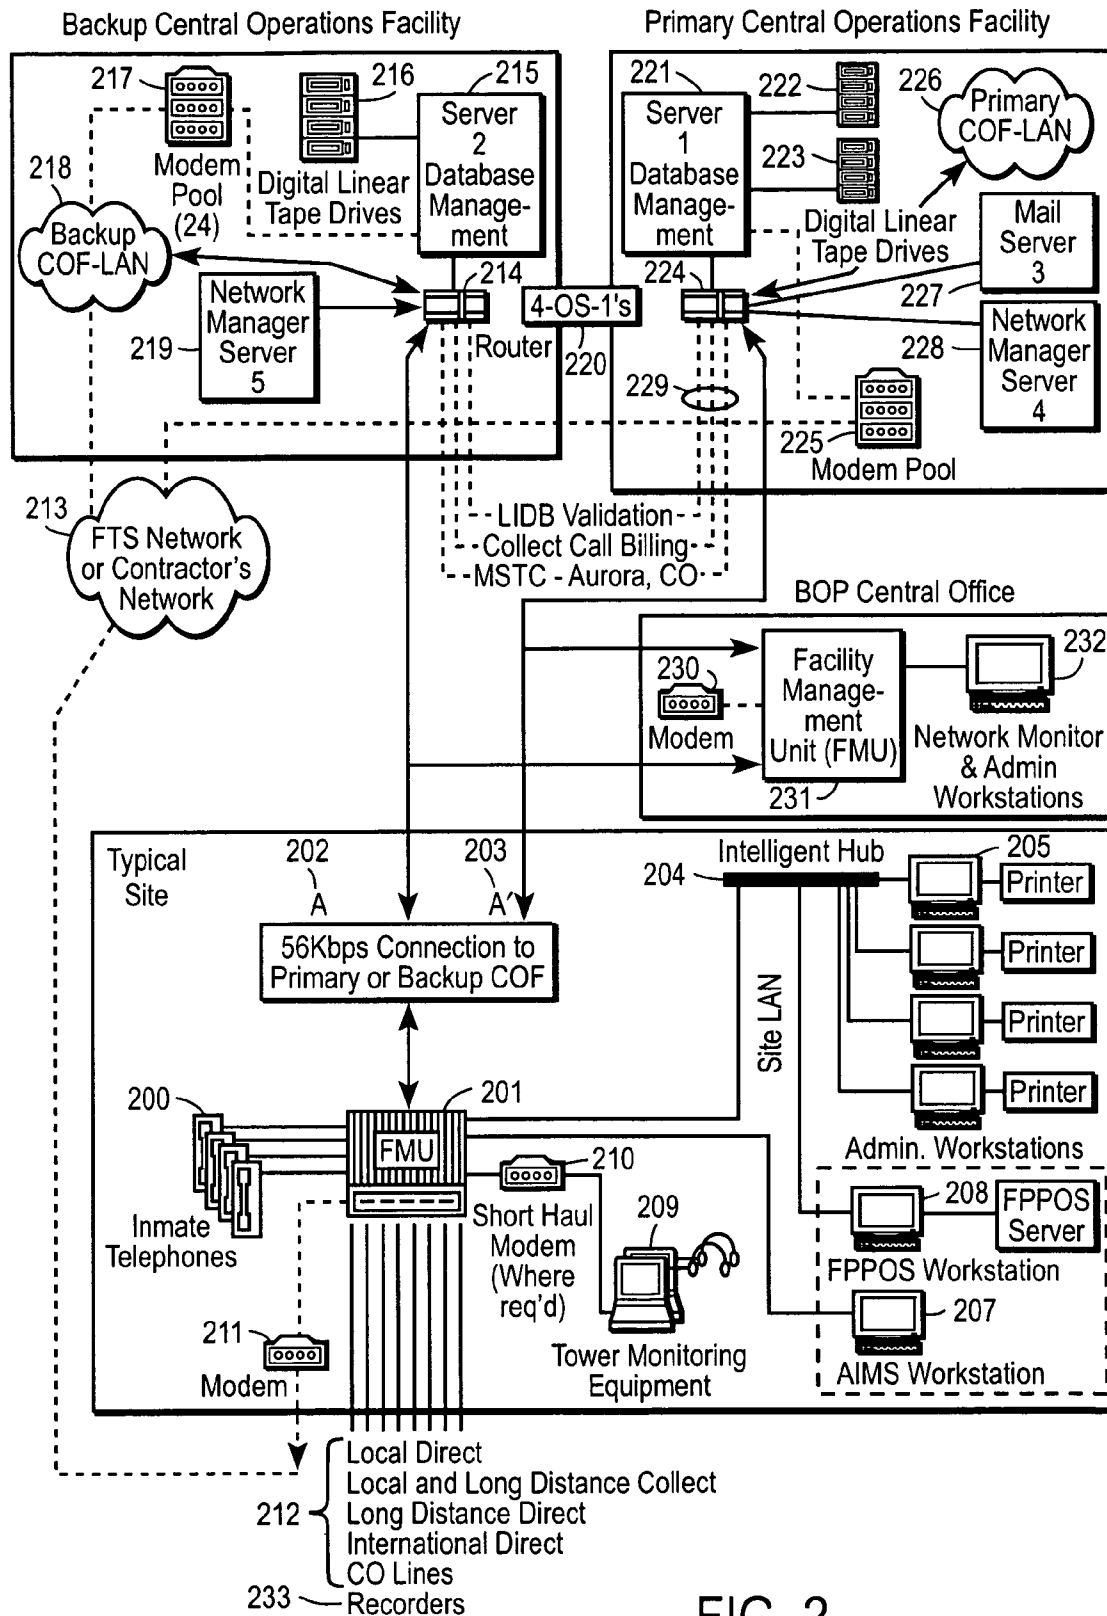 Backup Central Operations Facility
Primary Central Operations Facility
217
216
215
Server
2
Database
Manage-
ment
Modem
Pool
(24)
Digital Linear
Tape Drives
218
Backup
COF-LAN
Network
Manager
Server
5
219
214
Router
4-OS-1's
220
221
Server
1
Database
Manage-
ment
222
223
Digital Linear
Tape Drives
226
Primary
COF-LAN
Mail
Server
3
227
224
Network
Manager
Server
4
228
229
225
Modem Pool
213
FTS Network
or Contractor's
Network
LIDB Validation
Collect Call Billing
MSTC - Aurora, CO
BOP Central Office
230
Modem
Facility
Manage-
ment
Unit (FMU)
231
232
Network Monitor
& Admin
Workstations
Typical
Site
202
A
203
A'
56Kbps Connection to
Primary or Backup COF
Intelligent Hub
204
205
Printer
Printer
Printer
Printer
Site LAN
Admin. Workstations
200
Inmate
Telephones
201
FMU
210
Short Haul
Modem
(Where
req'd)
209
Tower Monitoring
Equipment
208
FPPOS
Server
FPPOS Workstation
207
AIMS Workstation
211
Modem
212
Local Direct
Local and Long Distance Collect
Long Distance Direct
International Direct
CO Lines
233
Recorders
FIG. 2